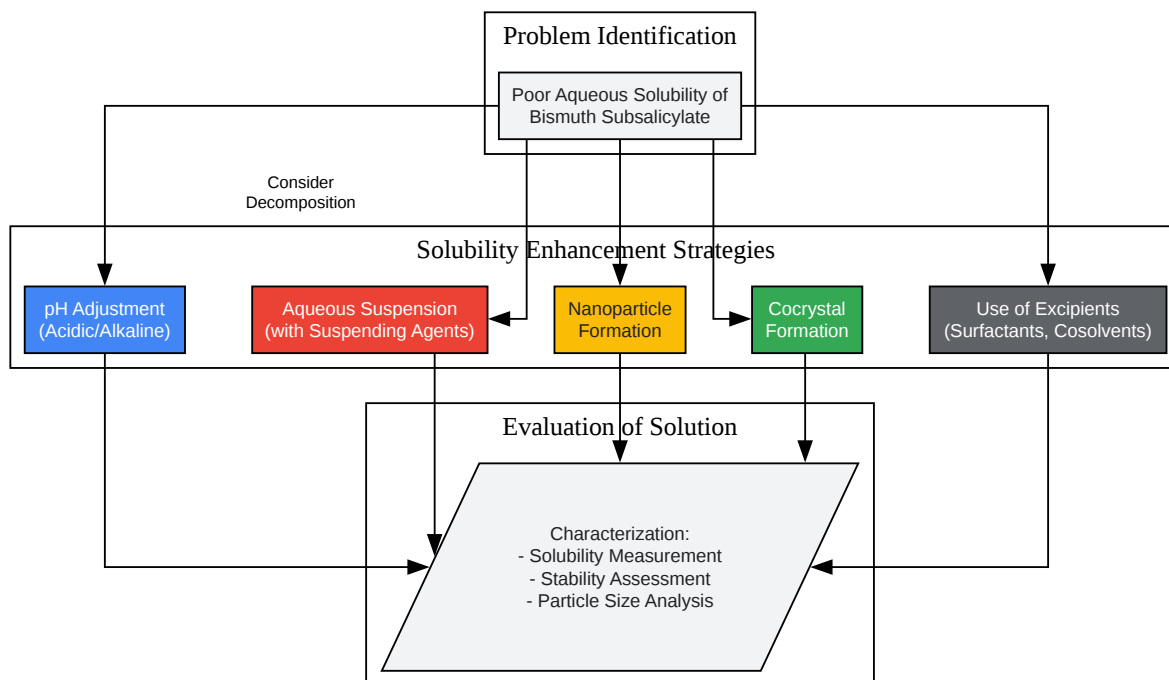 Problem Identification
Poor Aqueous Solubility of
Bismuth Subsalicylate
Consider
Decomposition
Solubility Enhancement Strategies
pH Adjustment
(Acidic/Alkaline)
Aqueous Suspension
(with Suspending Agents)
Nanoparticle
Formation
Cocrystal
Formation
Use of Excipients
(Surfactants, Cosolvents)
Evaluation of Solution
Characterization:
- Solubility Measurement
- Stability Assessment
- Particle Size Analysis